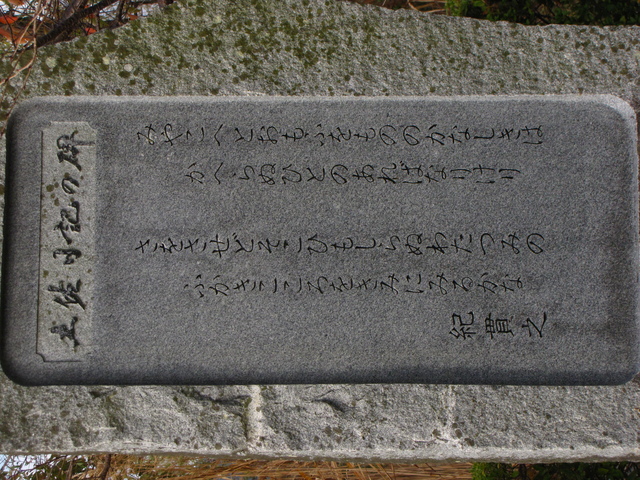 土佐日記の碑
みやこへとおもふをもののかなしきは
かへらぬひとのあればなりけり
さをさせどそこひもしらぬわたつみの
ふかきこころをきみにみるかな
紀貫之